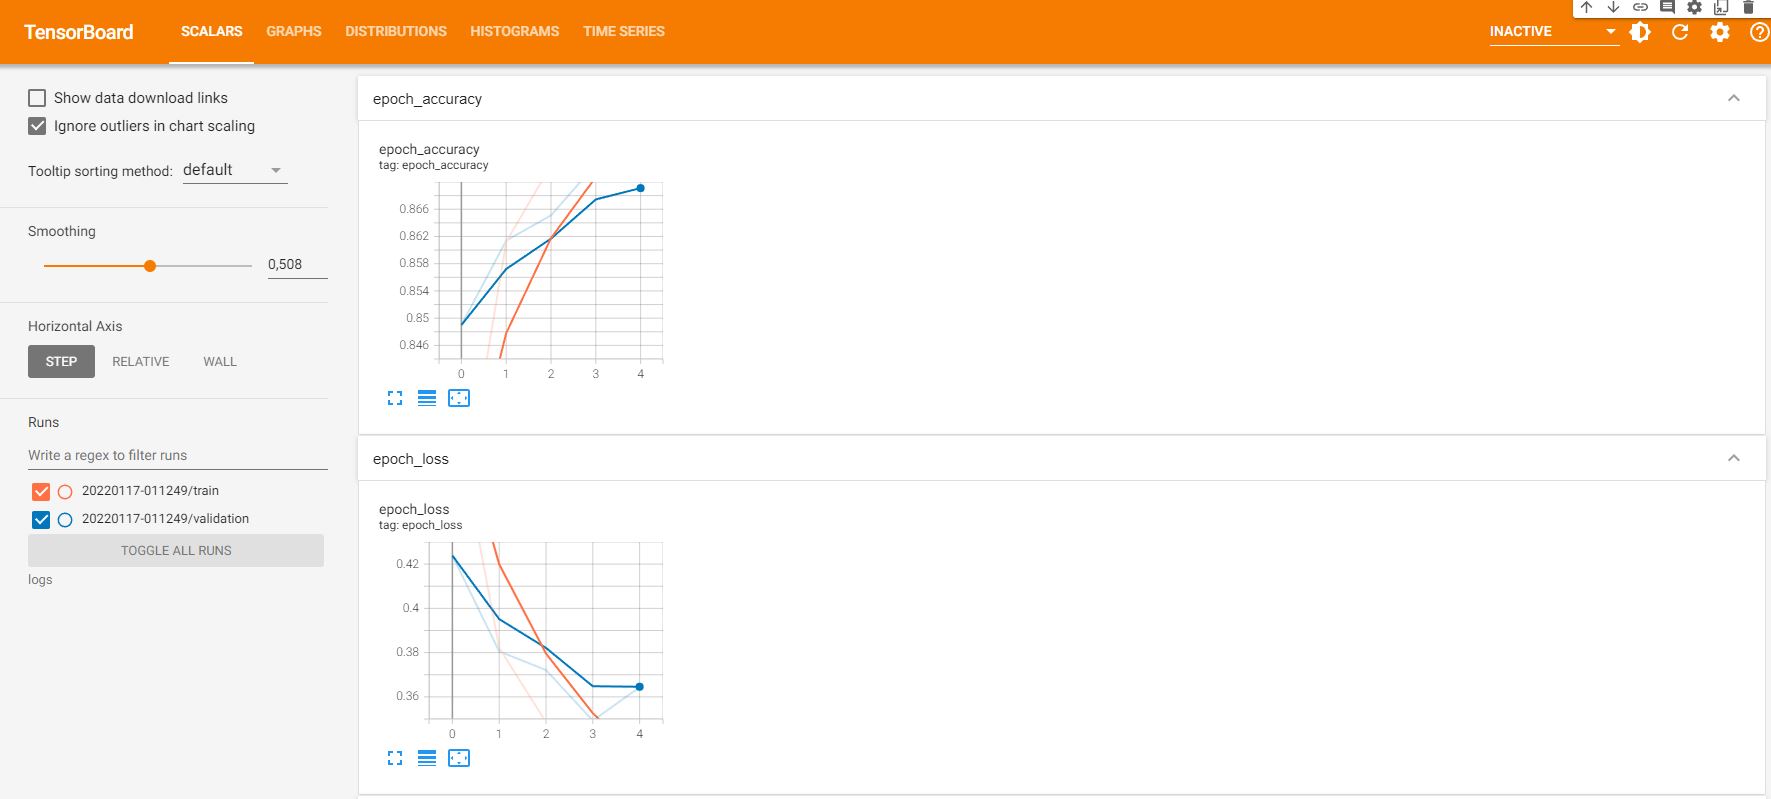 TensorBoard SCALARS GRAPHS DISTRIBUTIONS HISTOGRAMS TIME SERIES INACTIVE
Show data download links
Ignore outliers in chart scaling
Tooltip sorting method: default
Smoothing
0,508
Horizontal Axis
STEP RELATIVE WALL
Runs
Write a regex to filter runs
20220117-011249/train
20220117-011249/validation
TOGGLE ALL RUNS
logs
epoch_accuracy
epoch_accuracy
tag: epoch_accuracy
0.866
0.862
0.858
0.854
0.85
0.846
0 1 2 3 4
epoch_loss
epoch_loss
tag: epoch_loss
0.42
0.4
0.38
0.36
0 1 2 3 4